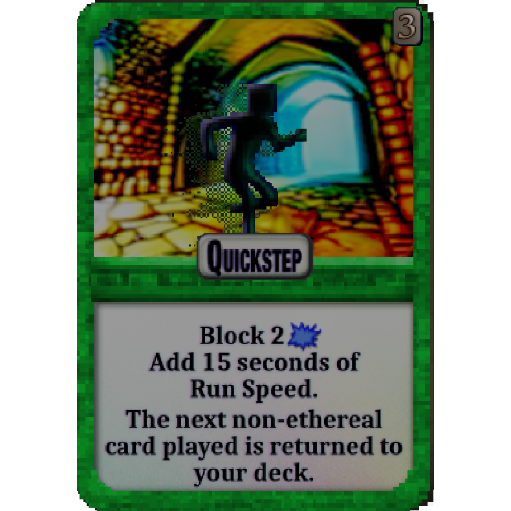 3
Quickstep
Block 2
Add 15 seconds of
Run Speed.
The next non-ethereal
card played is returned to
your deck.